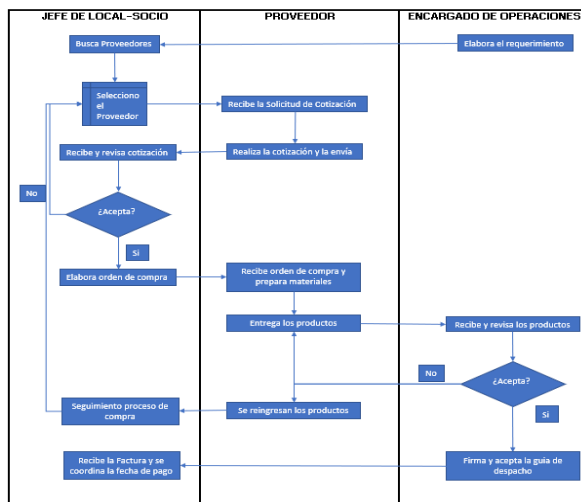 JEFE DE LOCAL-SOCIO
PROVEEDOR
ENCARGADO DE OPERACIONES
Busca Proveedores
Elabora el requerimiento
Selecciono
el
Proveedor
Recibe la Solicitud de Cotización
Recibe y revisa cotización
Realiza la cotización y la envía
No
¿Acepta?
Si
Elabora orden de compra
Recibe orden de compra y
prepara materiales
Entrega los productos
Recibe y revisa los productos
No
¿Acepta?
Si
Seguimiento proceso de
compra
Se reingresan los productos
Recibe la Factura y se
coordina la fecha de pago
Firma y acepta la guia de
despacho